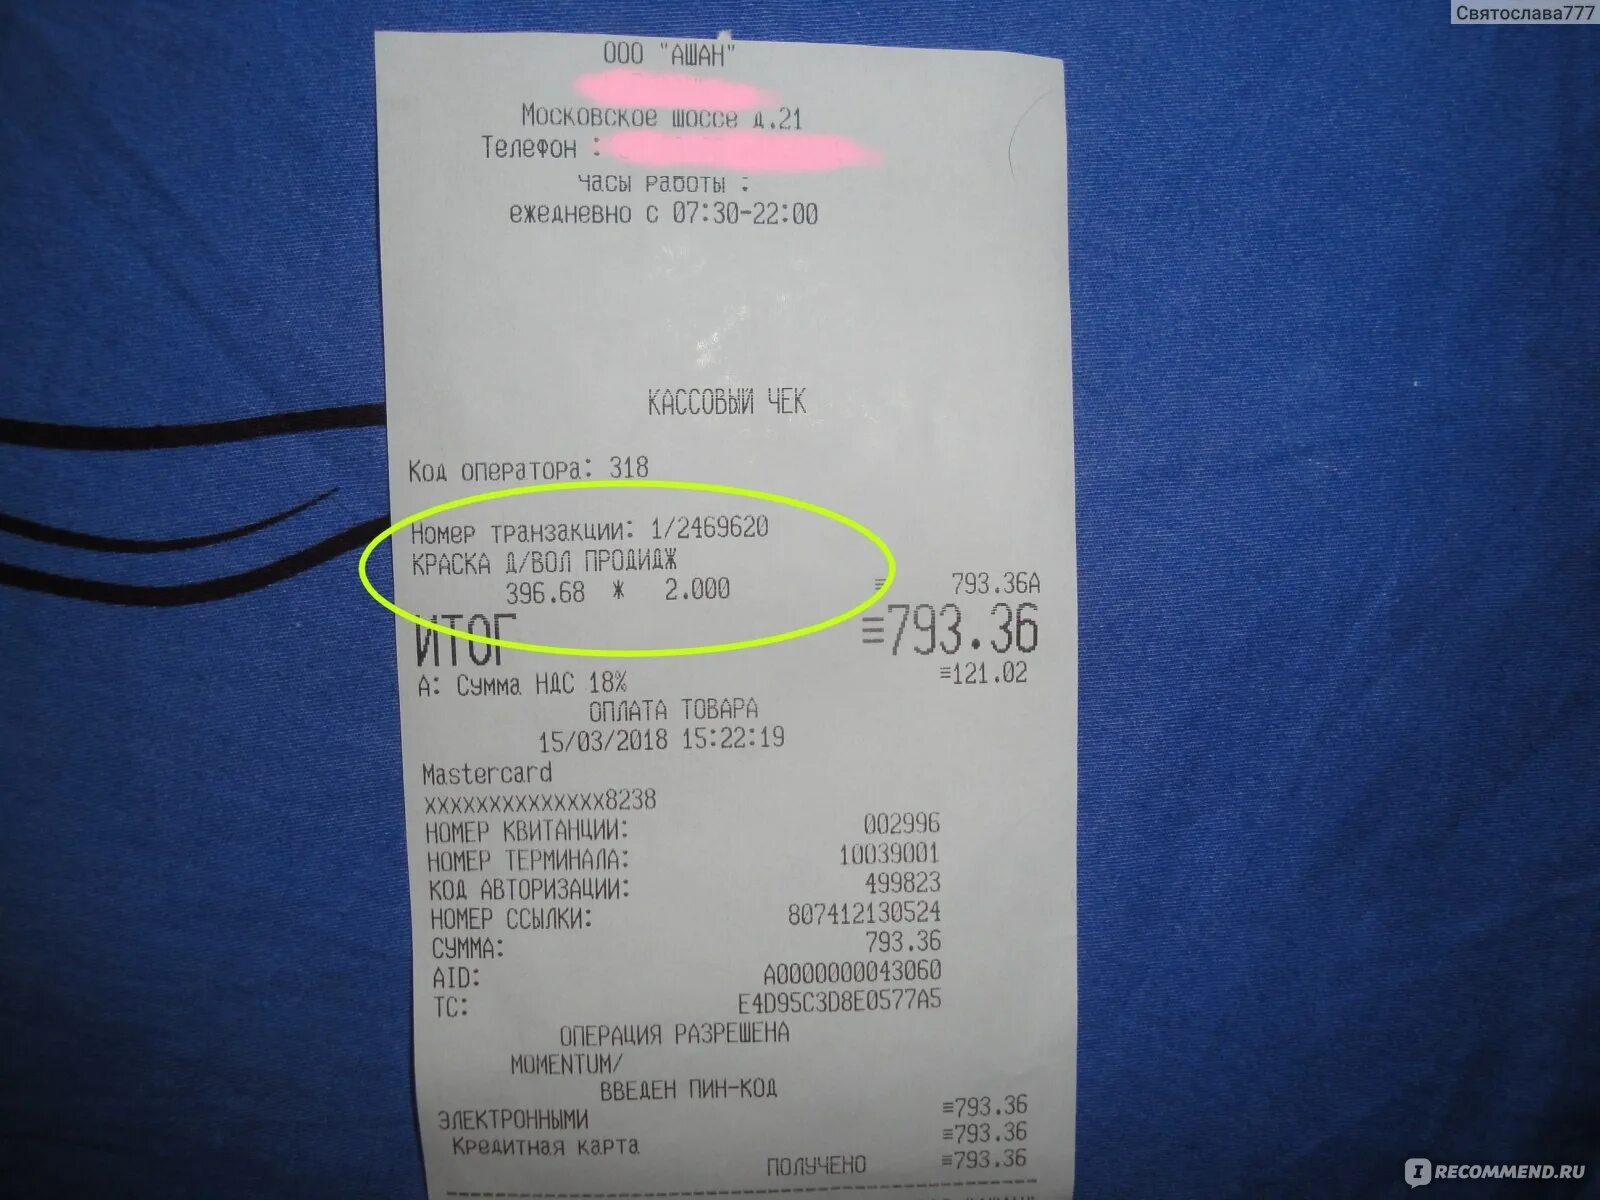 Святослава777
ООО "АШАН"
Московское шоссе д.21
Телефон :
часы работы :
ежедневно с 07:30-22:00
КАССОВЫЙ ЧЕК
Код оператора: 318
Номер транзакции: 1/2469620
КРАСКА Д/ВОЛ ПРОДИДЖ
396.68 * 2.000 ≡ 793.36А
ИТОГ ≡793.36
А: Сумма НДС 18% ≡121.02
ОПЛАТА ТОВАРА
15/03/2018 15:22:19
Mastercard
xxxxxxxxxxxxxx8238
НОМЕР КВИТАНЦИИ: 002996
НОМЕР ТЕРМИНАЛА: 10039001
КОД АВТОРИЗАЦИИ: 499823
НОМЕР ССЫЛКИ: 807412130524
СУММА: 793.36
AID: A0000000043060
TC: E4D95C3D8E0577A5
ОПЕРАЦИЯ РАЗРЕШЕНА
MOMENTUM/
ВВЕДЕН ПИН-КОД
ЭЛЕКТРОННЫМИ ≡793.36
Кредитная карта ≡793.36
ПОЛУЧЕНО ≡793.36
IRECOMMEND.RU